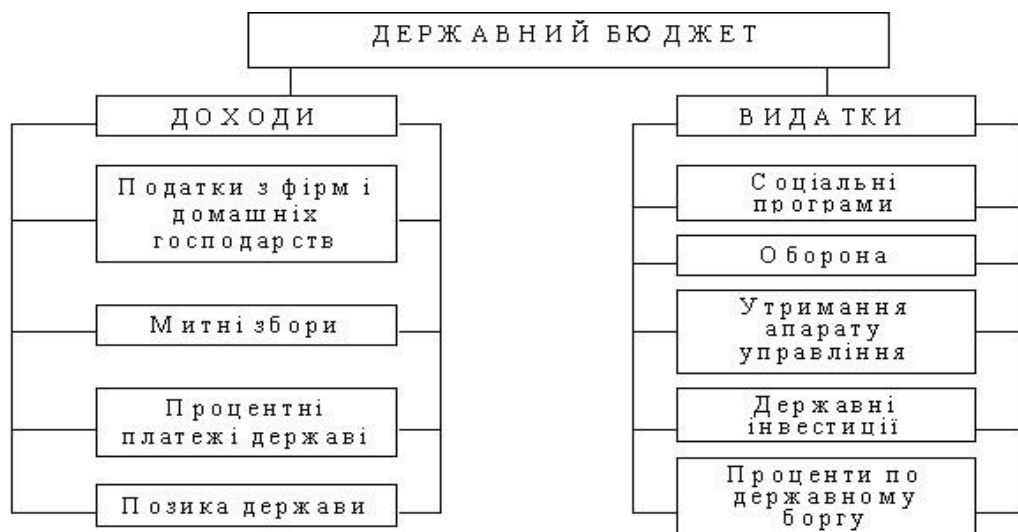 ДЕРЖАВНИЙ БЮДЖЕТ
ДОХОДИ
Податки з фірм і
домашніх
господарств
Митні збори
Процентні
платежі державі
Позика держави
ВИДАТКИ
Соціальні
програми
Оборона
Утримання
апарату
управління
Державні
інвестиції
Проценти по
державному
боргу